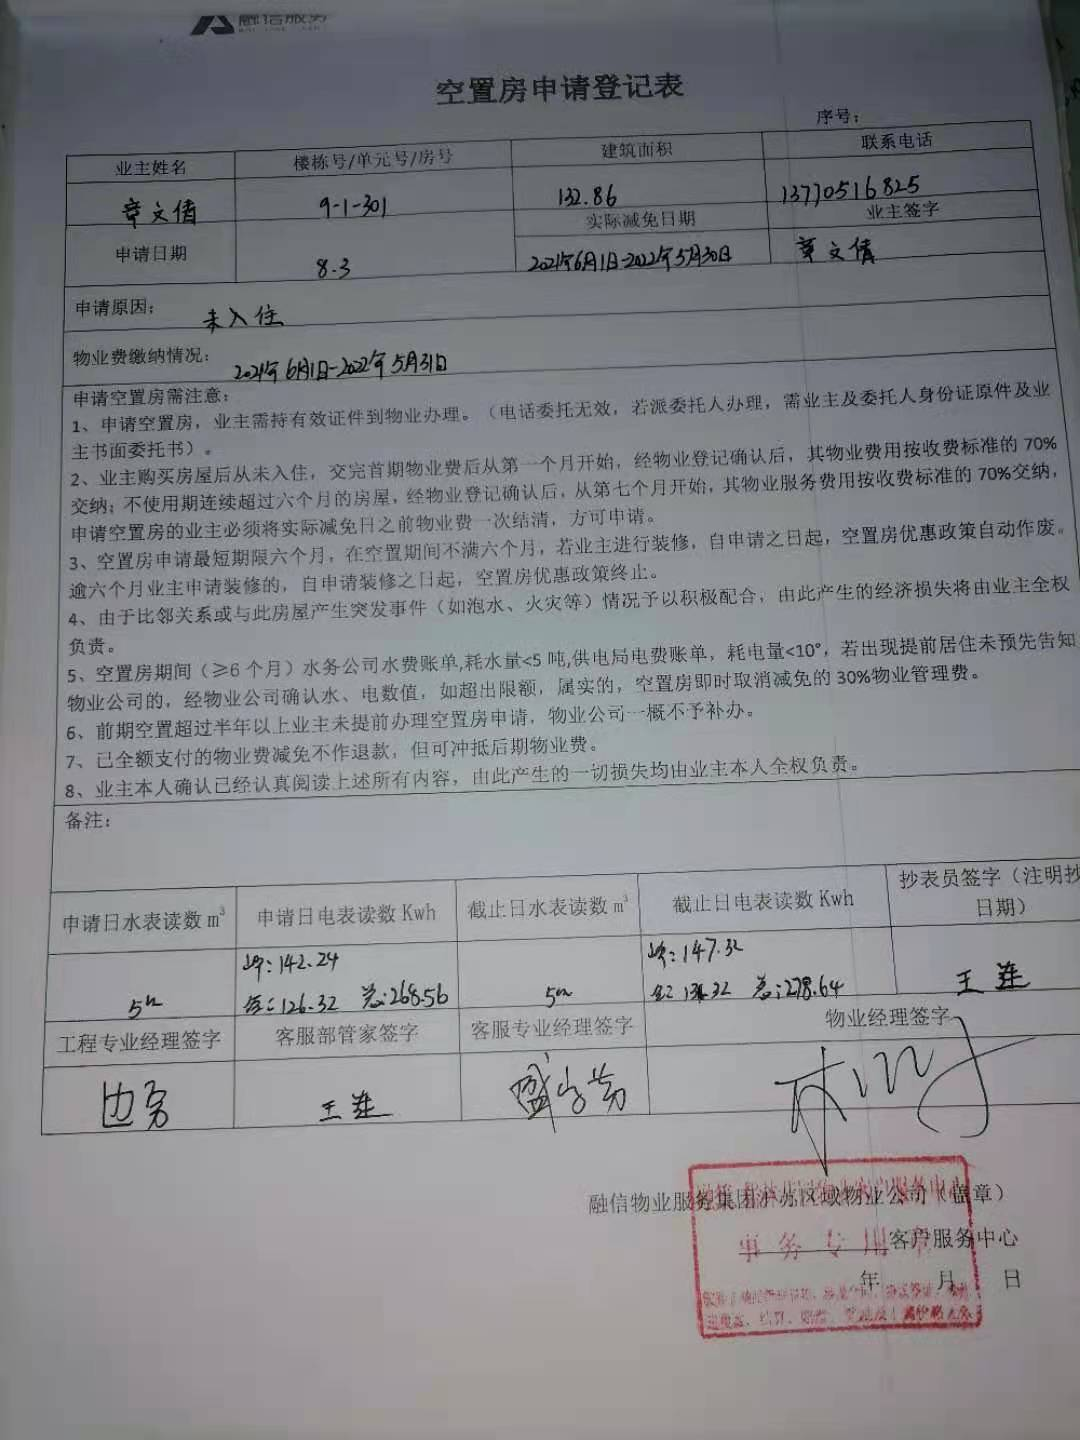 融信服务
空置房申请登记表
序号：
业主姓名 楼栋号/单元号/房号 建筑面积 联系电话
章文倩 9-1-301 132.86 13770516825
实际减免日期 业主签字
申请日期 8.3 2021年6月1日-2022年5月30日 章文倩
申请原因： 未入住
物业费缴纳情况： 2021年6月1日-2022年5月31日
申请空置房需注意：
1、申请空置房，业主需持有效证件到物业办理。（电话委托无效，若派委托人办理，需业主及委托人身份证原件及业
主书面委托书）。
2、业主购买房屋后从未入住，交完首期物业费后从第一个月开始，经物业登记确认后，其物业费用按收费标准的 70%
交纳；不使用期连续超过六个月的房屋，经物业登记确认后，从第七个月开始，其物业服务费用按收费标准的 70%交纳，
申请空置房的业主必须将实际减免日之前物业费一次结清，方可申请。
3、空置房申请最短期限六个月，在空置期间不满六个月，若业主进行装修，自申请之日起，空置房优惠政策自动作废。
逾六个月业主申请装修的，自申请装修之日起，空置房优惠政策终止。
4、由于比邻关系或与此房屋产生突发事件（如泡水、火灾等）情况予以积极配合，由此产生的经济损失将由业主全权
负责。
5、空置房期间（≥6 个月）水务公司水费账单,耗水量<5 吨,供电局电费账单，耗电量<10°，若出现提前居住未预先告知
物业公司的，经物业公司确认水、电数值，如超出限额，属实的，空置房即时取消减免的 30%物业管理费。
6、前期空置超过半年以上业主未提前办理空置房申请，物业公司一概不予补办。
7、已全额支付的物业费减免不作退款，但可冲抵后期物业费。
8、业主本人确认已经认真阅读上述所有内容，由此产生的一切损失均由业主本人全权负责。
备注：
申请日水表读数 m³ 申请日电表读数 Kwh 截止日水表读数 m³ 截止日电表读数 Kwh 抄表员签字（注明抄
日期）
峰：142.24 峰：147.32
5 谷：126.32 总：268.56 5 总：278.64 王莲
工程专业经理签字 客服部管家签字 客服专业经理签字 物业经理签字
边勇 王莲
融信物业服务集团沪苏区域物业公司（盖章）
事务专用章
客户服务中心
年 月 日